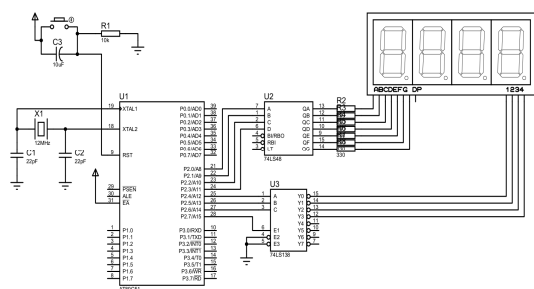 R1
10k
C3
10uF
U1
19 XTAL1
18 XTAL2
9 RST
29 PSEN
30 ALE
31 EA
1 P1.0
2 P1.1
3 P1.2
4 P1.3
5 P1.4
6 P1.5
7 P1.6
8 P1.7
P0.0/AD0 39
P0.1/AD1 38
P0.2/AD2 37
P0.3/AD3 36
P0.4/AD4 35
P0.5/AD5 34
P0.6/AD6 33
P0.7/AD7 32
P2.0/A8 21
P2.1/A9 22
P2.2/A10 23
P2.3/A11 24
P2.4/A12 25
P2.5/A13 26
P2.6/A14 27
P2.7/A15 28
P3.0/RXD 10
P3.1/TXD 11
P3.2/INT0 12
P3.3/INT1 13
P3.4/T0 14
P3.5/T1 15
P3.6/WR 16
P3.7/RD 17
X1
12MHz
C1
22pF
C2
22pF
U2
7 A QA 13
1 B QB 12
2 C QC 11
6 D QD 10
4 BI/RBO QE 9
5 RBI QF 15
3 LT QG 14
74LS48
R2
R3
330
ABCDEFG DP
1234
U3
1 A Y0 15
2 B Y1 14
3 C Y2 13
Y3 12
Y4 11
6 E1 Y5 10
4 E2 Y6 9
5 E3 Y7 7
74LS138